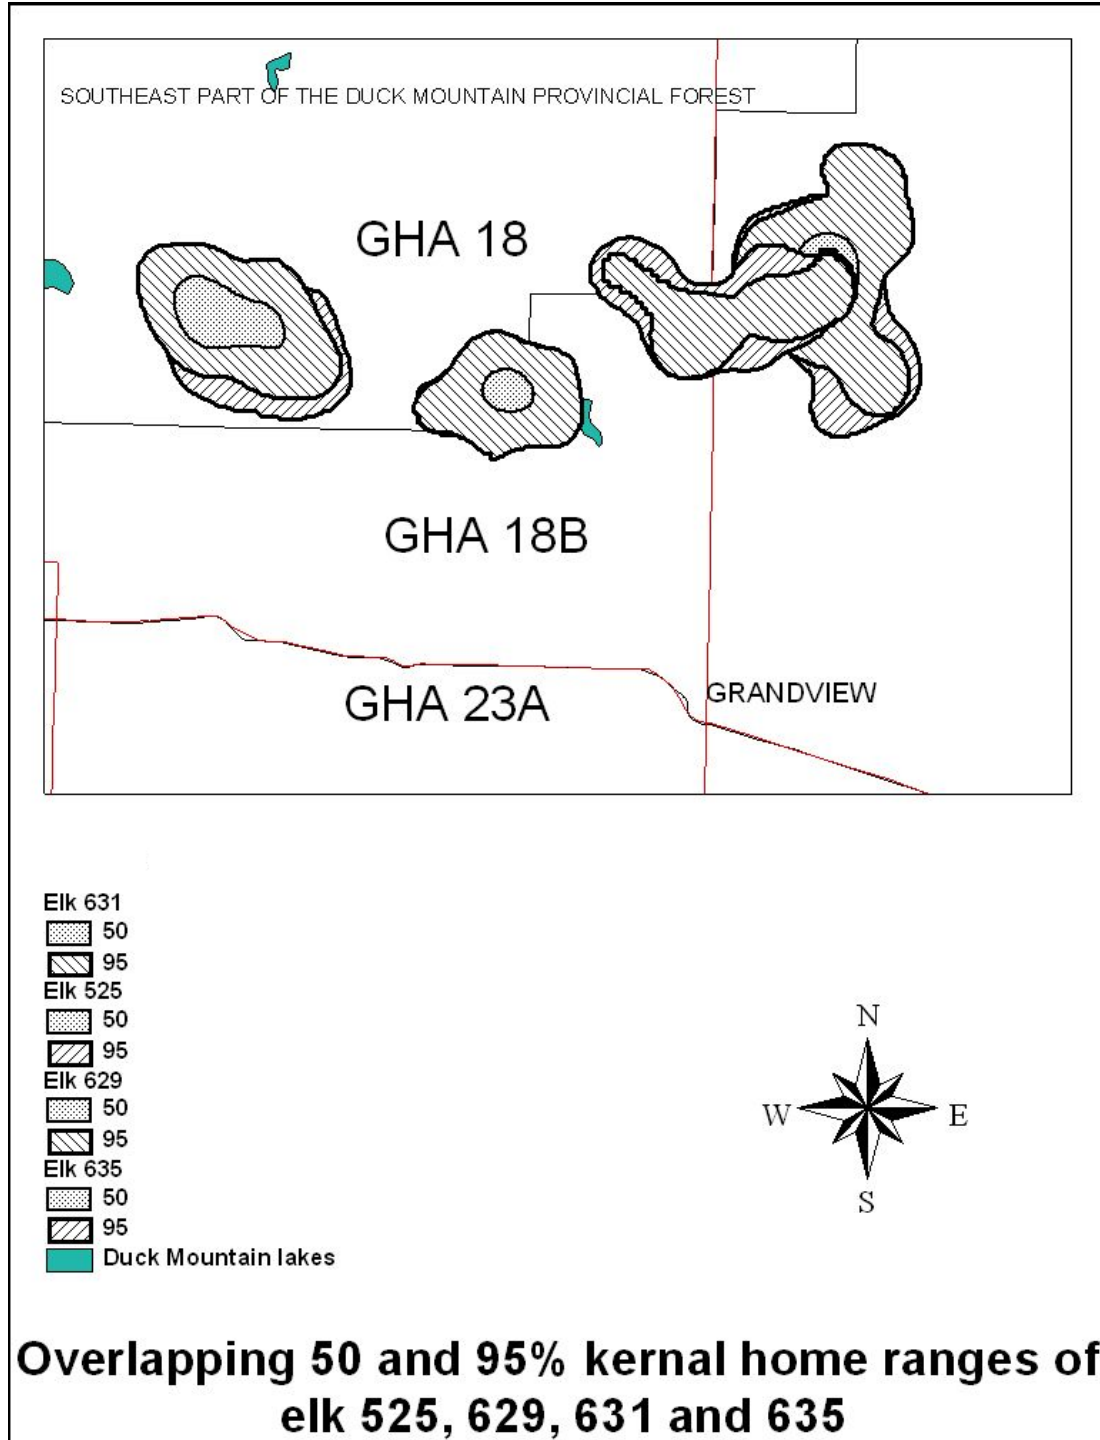 SOUTHEAST PART OF THE DUCK MOUNTAIN PROVINCIAL FOREST
GHA 18
GHA 18B
GHA 23A
GRANDVIEW
Elk 631
50
95
Elk 525
50
95
Elk 629
50
95
Elk 635
50
95
Duck Mountain lakes
N
W
E
S
Overlapping 50 and 95% kernal home ranges of
elk 525, 629, 631 and 635